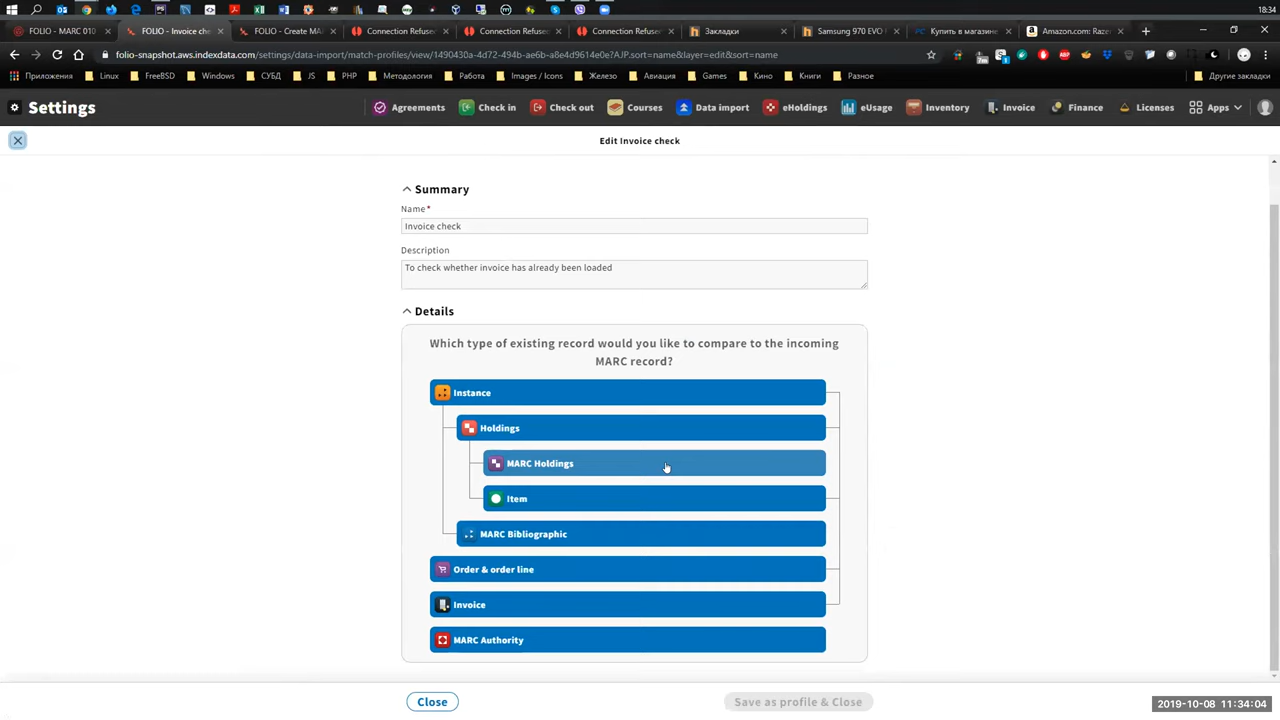 18:34
FOLIO - MARC 010
FOLIO - Invoice che
FOLIO - Create MA
Connection Refuse
Connection Refuse
Connection Refuse
Закладки
Samsung 970 EVO
Купить в магазине
Amazon.com: Raze
folio-snapshot.aws.indexdata.com/settings/data-import/match-profiles/view/1490430a-4d72-494b-ae6b-a8e4d9614e0e?AJP.sort=name&layer=edit&sort=name
Приложения
Linux
FreeBSD
Windows
СУБД
JS
PHP
Методология
Работа
Images / Icons
Железо
Авиация
Games
Кино
Книги
Разное
Другие закладки
Settings
Agreements
Check in
Check out
Courses
Data import
eHoldings
eUsage
Inventory
Invoice
Finance
Licenses
Apps
Edit Invoice check
Summary
Name*
Invoice check
Description
To check whether invoice has already been loaded
Details
Which type of existing record would you like to compare to the incoming
MARC record?
Instance
Holdings
MARC Holdings
Item
MARC Bibliographic
Order & order line
Invoice
MARC Authority
Close
Save as profile & Close
2019-10-08 11:34:04